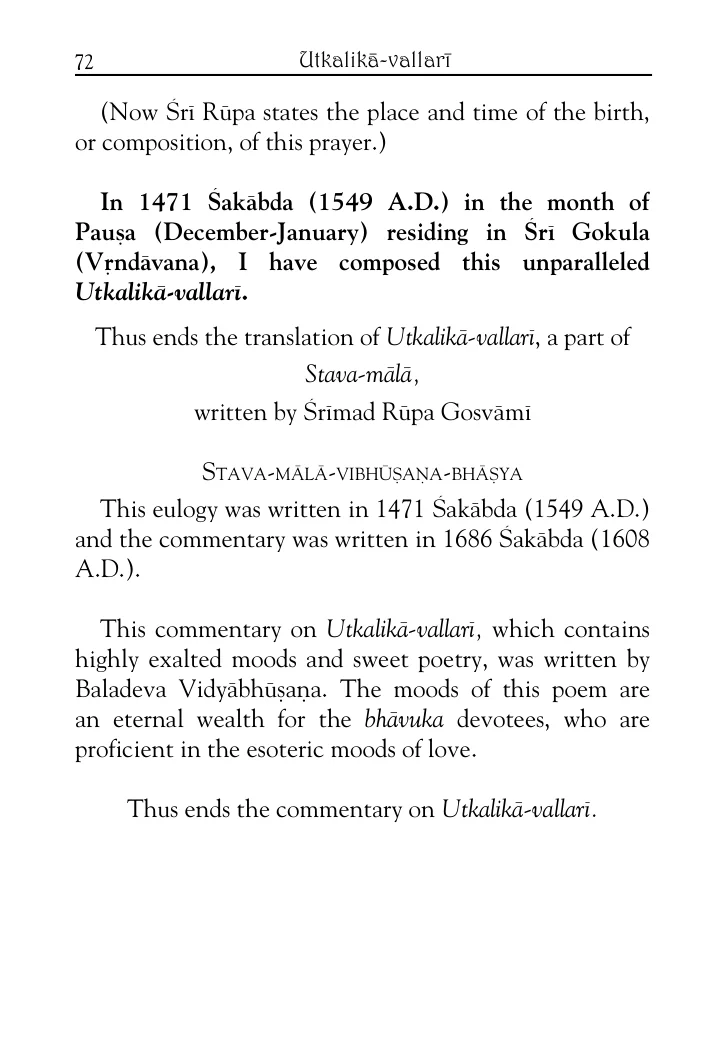 72
Utkalikā-vallarī
(Now Śrī Rūpa states the place and time of the birth,
or composition, of this prayer.)
In 1471 Śakābda (1549 A.D.) in the month of
Pauṣa (December-January) residing in Śrī Gokula
(Vṛndāvana), I have composed this unparalleled
Utkalikā-vallarī.
Thus ends the translation of Utkalikā-vallarī, a part of
Stava-mālā,
written by Śrīmad Rūpa Gosvāmī
Stava-mālā-vibhūṣaṇa-bhāṣya
This eulogy was written in 1471 Śakābda (1549 A.D.)
and the commentary was written in 1686 Śakābda (1608
A.D.).
This commentary on Utkalikā-vallarī, which contains
highly exalted moods and sweet poetry, was written by
Baladeva Vidyābhūṣaṇa. The moods of this poem are
an eternal wealth for the bhāvuka devotees, who are
proficient in the esoteric moods of love.
Thus ends the commentary on Utkalikā-vallarī.